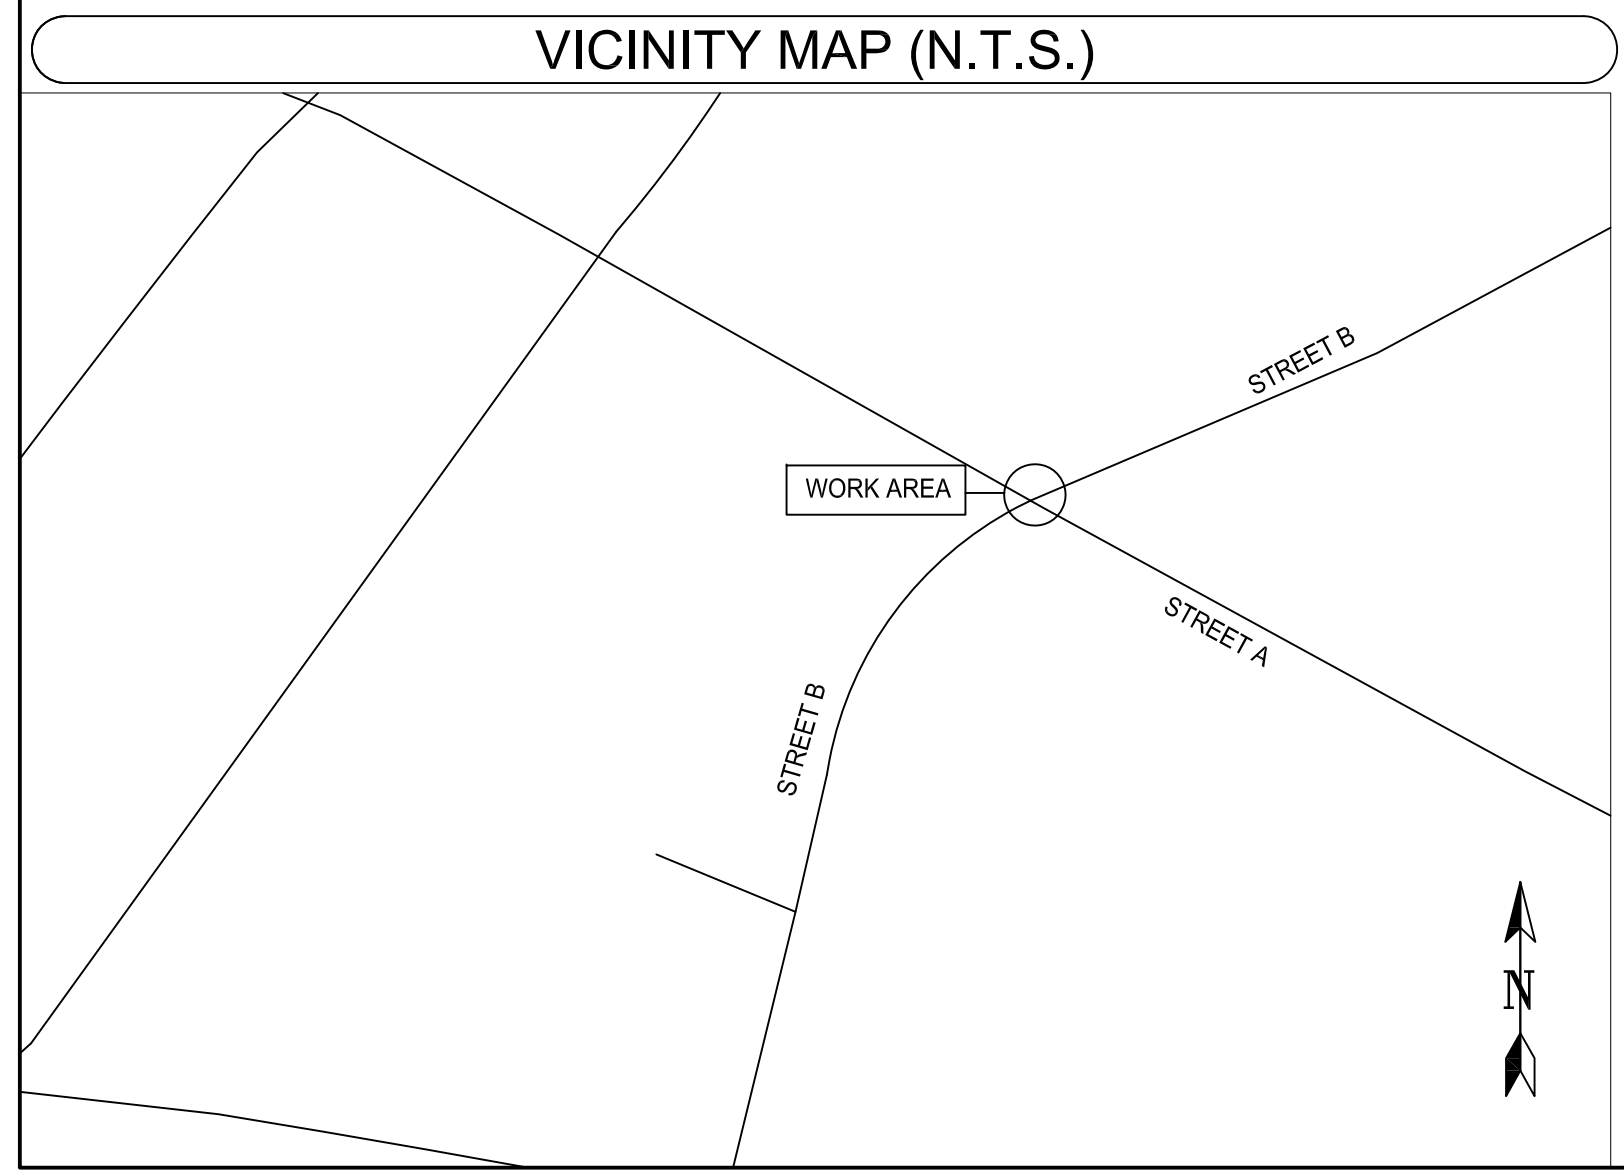 VICINITY MAP (N.T.S.)
STREET B
WORK AREA
STREET A
STREET B
N